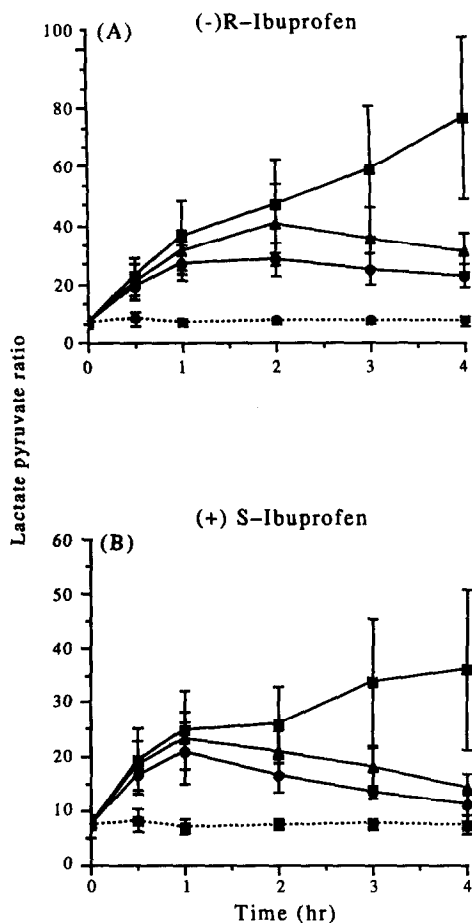 (-)R–Ibuprofen
(A)
100
80
60
40
20
0
0 1 2 3 4
Lactate pyruvate ratio
(+) S–Ibuprofen
(B)
60
50
40
30
20
10
0
0 1 2 3 4
Time (hr)